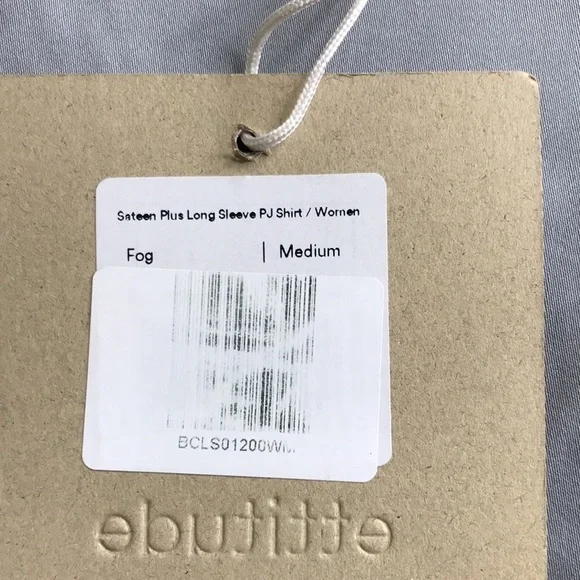 Sateen Plus Long Sleeve PJ Shirt / Women
Fog | Medium
BCLS01200WM
ettitude